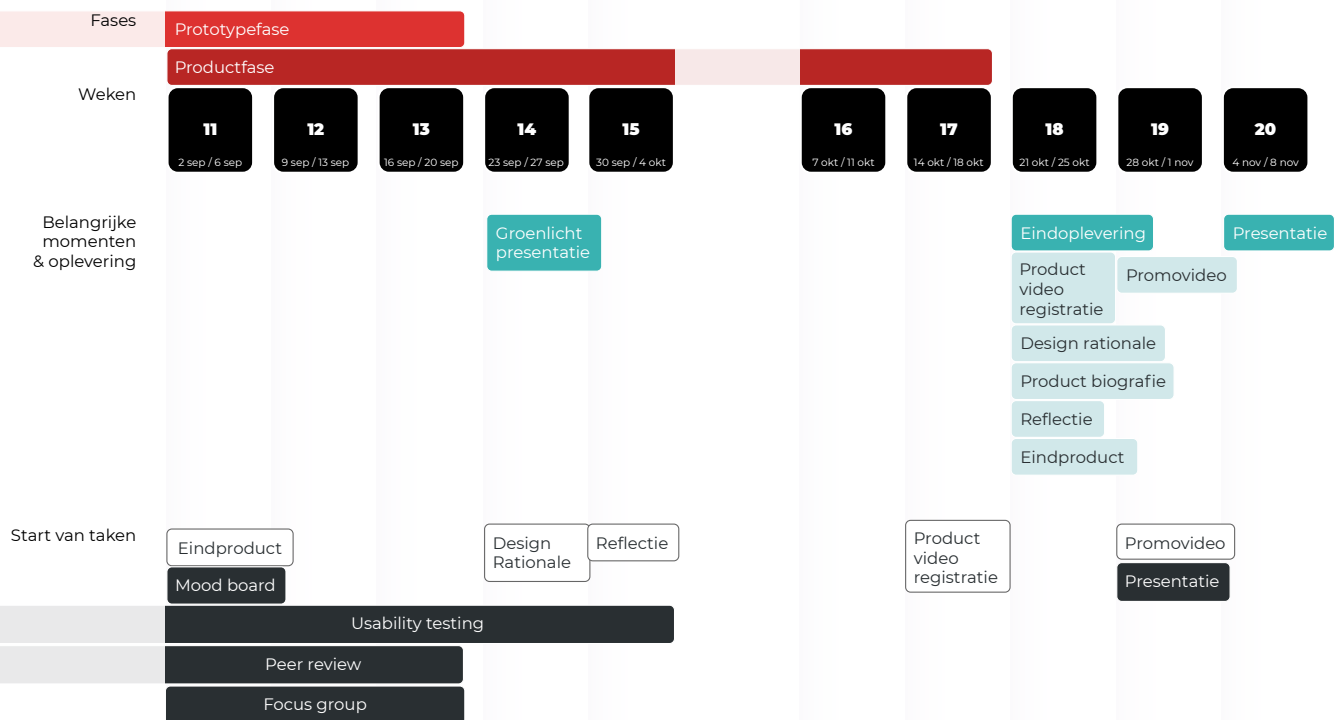 Fases
Prototypefase
Productfase
Weken
11
2 sep / 6 sep
12
9 sep / 13 sep
13
16 sep / 20 sep
14
23 sep / 27 sep
15
30 sep / 4 okt
16
7 okt / 11 okt
17
14 okt / 18 okt
18
21 okt / 25 okt
19
28 okt / 1 nov
20
4 nov / 8 nov
Belangrijke
momenten
& oplevering
Groenlicht
presentatie
Eindoplevering
Presentatie
Product
video
registratie
Promovideo
Design rationale
Product biografie
Reflectie
Eindproduct
Start van taken
Eindproduct
Design
Rationale
Reflectie
Product
video
registratie
Promovideo
Mood board
Presentatie
Usability testing
Peer review
Focus group